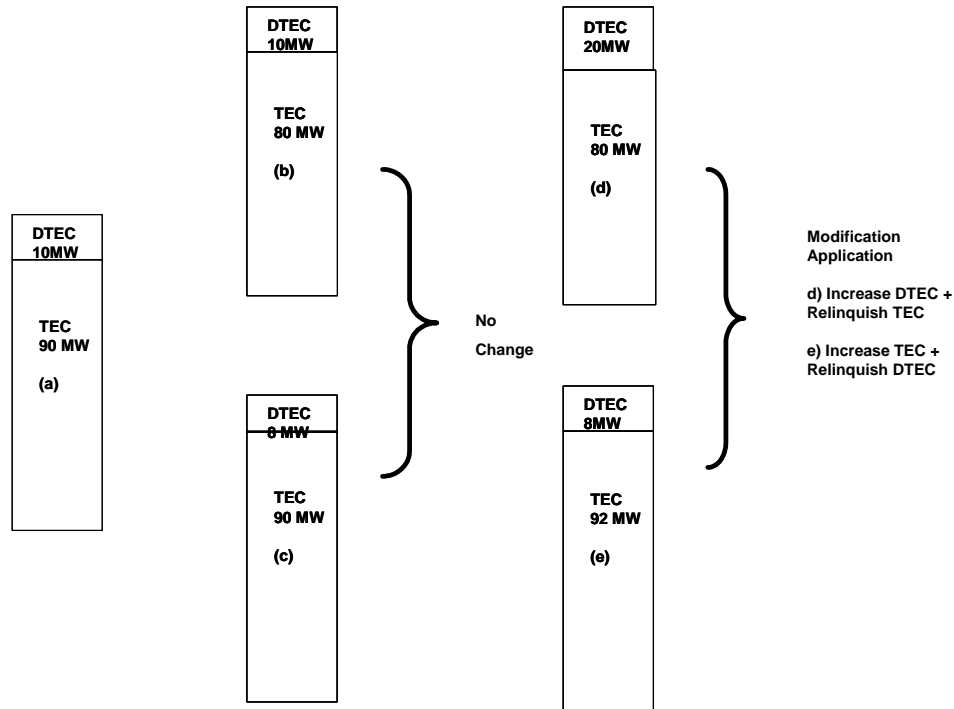 DTEC
10MW
TEC
90 MW
(a)
DTEC
10MW
TEC
80 MW
(b)
DTEC
8 MW
TEC
90 MW
(c)
No
Change
DTEC
20MW
TEC
80 MW
(d)
DTEC
8MW
TEC
92 MW
(e)
Modification
Application
d) Increase DTEC +
Relinquish TEC
e) Increase TEC +
Relinquish DTEC